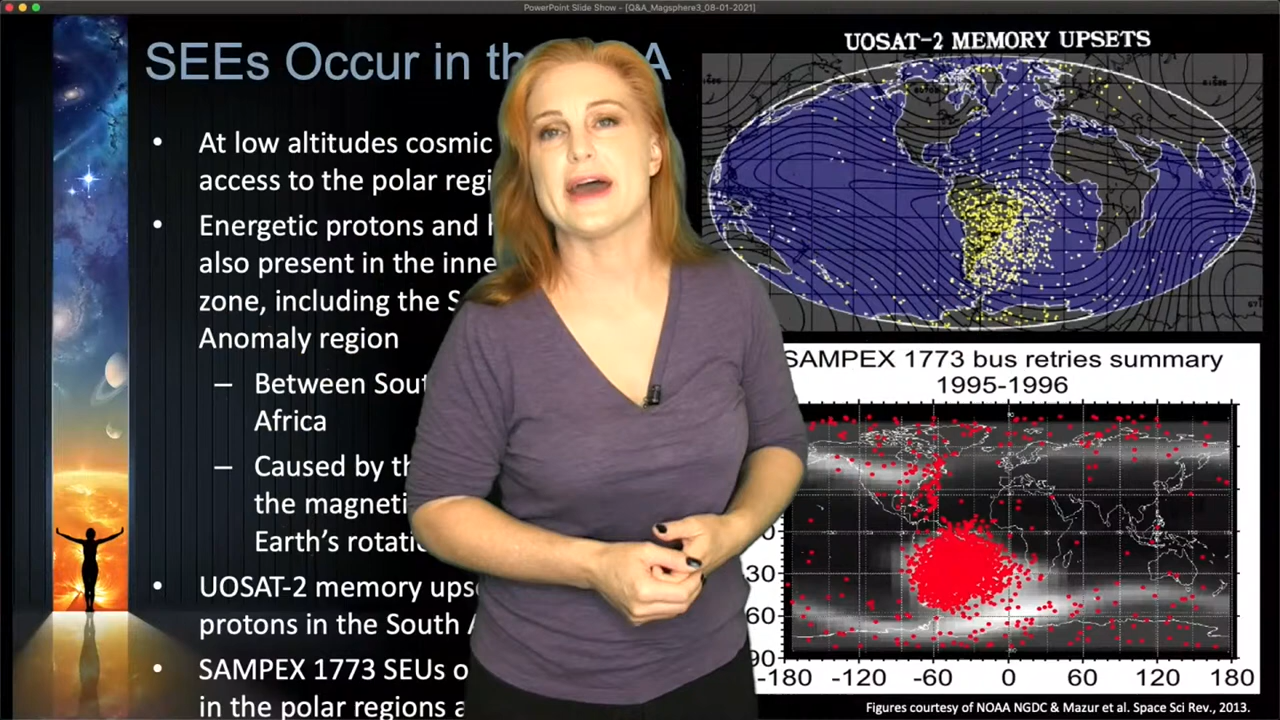 PowerPoint Slide Show - [Q&A_Magsphere3_08-01-2021]
SEEs Occur in th A
• At low altitudes cosmic
access to the polar regi
• Energetic protons and h
also present in the inne
zone, including the S
Anomaly region
– Between Sout
Africa
– Caused by th
the magneti
Earth's rotatio
• UOSAT-2 memory upse
protons in the South A
• SAMPEX 1773 SEUs o
in the polar regions a
UOSAT-2 MEMORY UPSETS
SAMPEX 1773 bus retries summary
1995-1996
0
30
60
90
-180 -120 -60 0 60 120 180
Figures courtesy of NOAA NGDC & Mazur et al. Space Sci Rev., 2013.